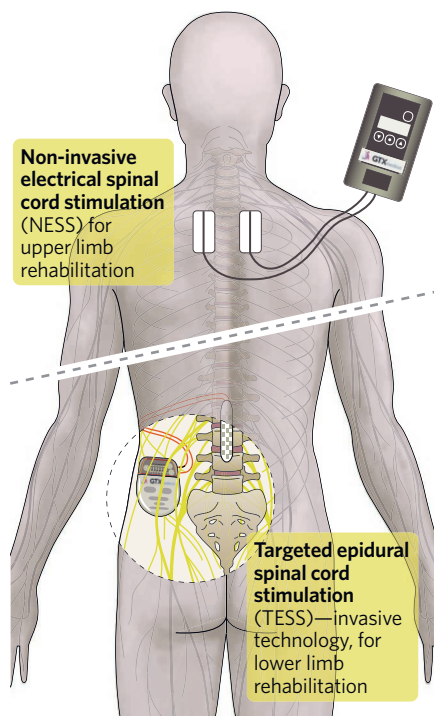 Non-invasive
electrical spinal
cord stimulation
(NESS) for
upper limb
rehabilitation
GTX
GTX
Targeted epidural
spinal cord
stimulation
(TESS)—invasive
technology, for
lower limb
rehabilitation